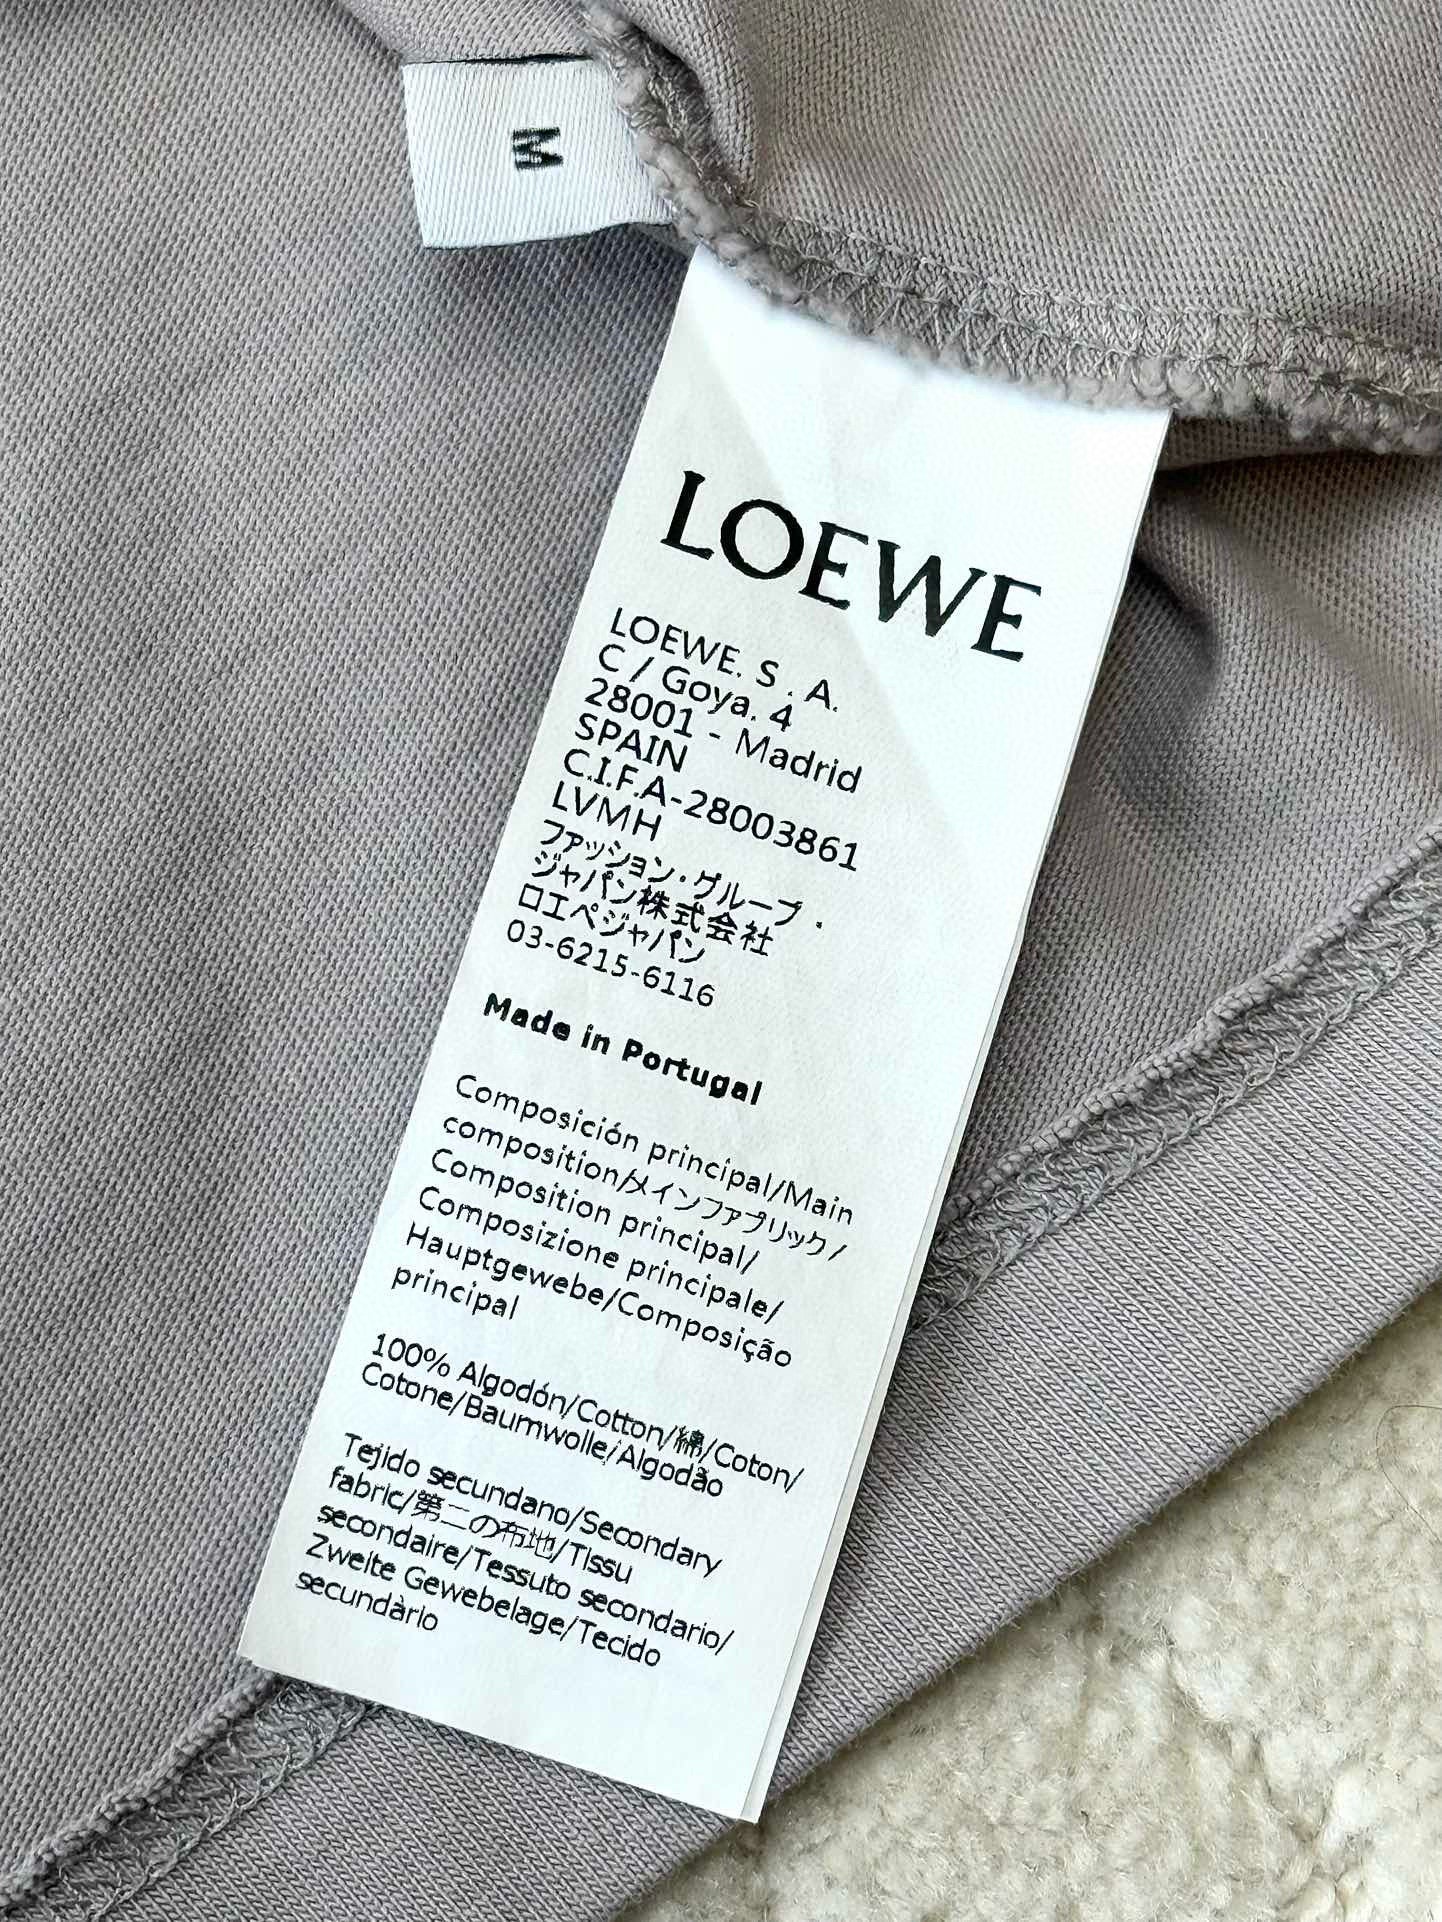 M
LOEWE
LOEWE. S . A.
C / Goya. 4
28001 - Madrid
SPAIN
C.I.F.A-28003861
LVMH
ファッション・グループ・
ジャパン株式会社
ロエペジャパン
03-6215-6116
Made in Portugal
Composición principal/Main
composition/メインファブリック/
Composition principal/
Composizione principale/
Hauptgewebe/Composição
principal
100% Algodón/Cotton/綿/Coton/
Cotone/Baumwolle/Algodão
Tejido secundano/Secondary
fabric/第二の布地/Tissu
secondaire/Tessuto secondario/
Zweite Gewebelage/Tecido
secundàrio